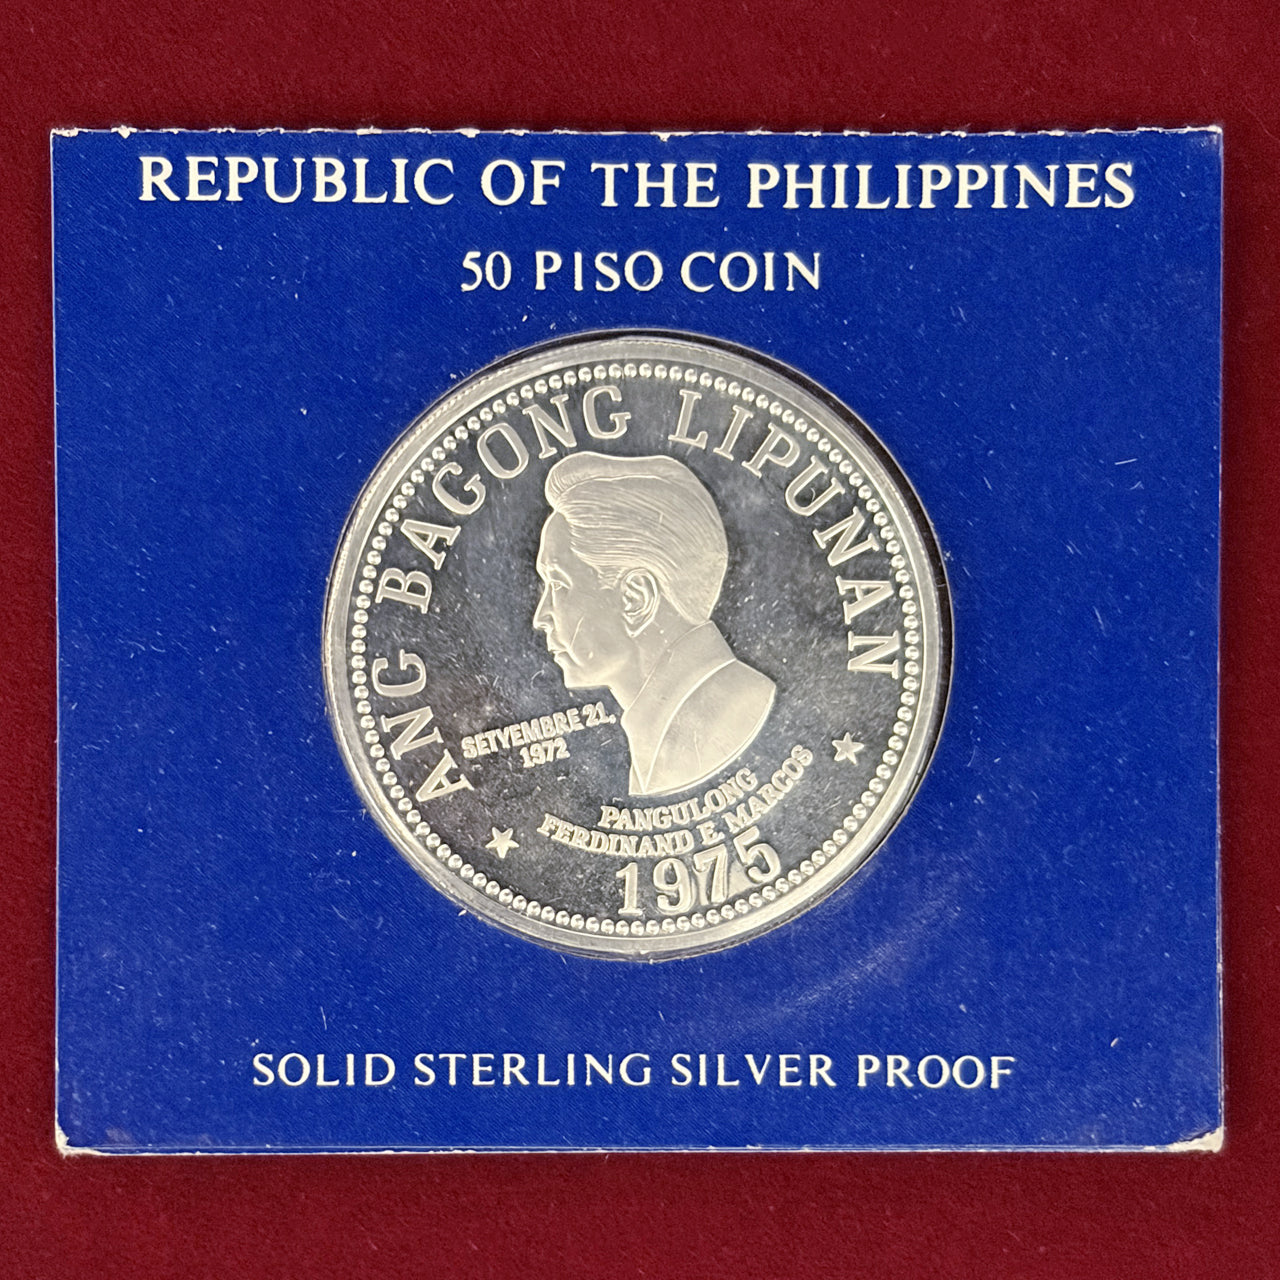 REPUBLIC OF THE PHILIPPINES
50 PISO COIN
ANG BAGONG LIPUNAN
SETYEMBRE 21,
1972
PANGULONG
FERDINAND E. MARCOS
1975
SOLID STERLING SILVER PROOF